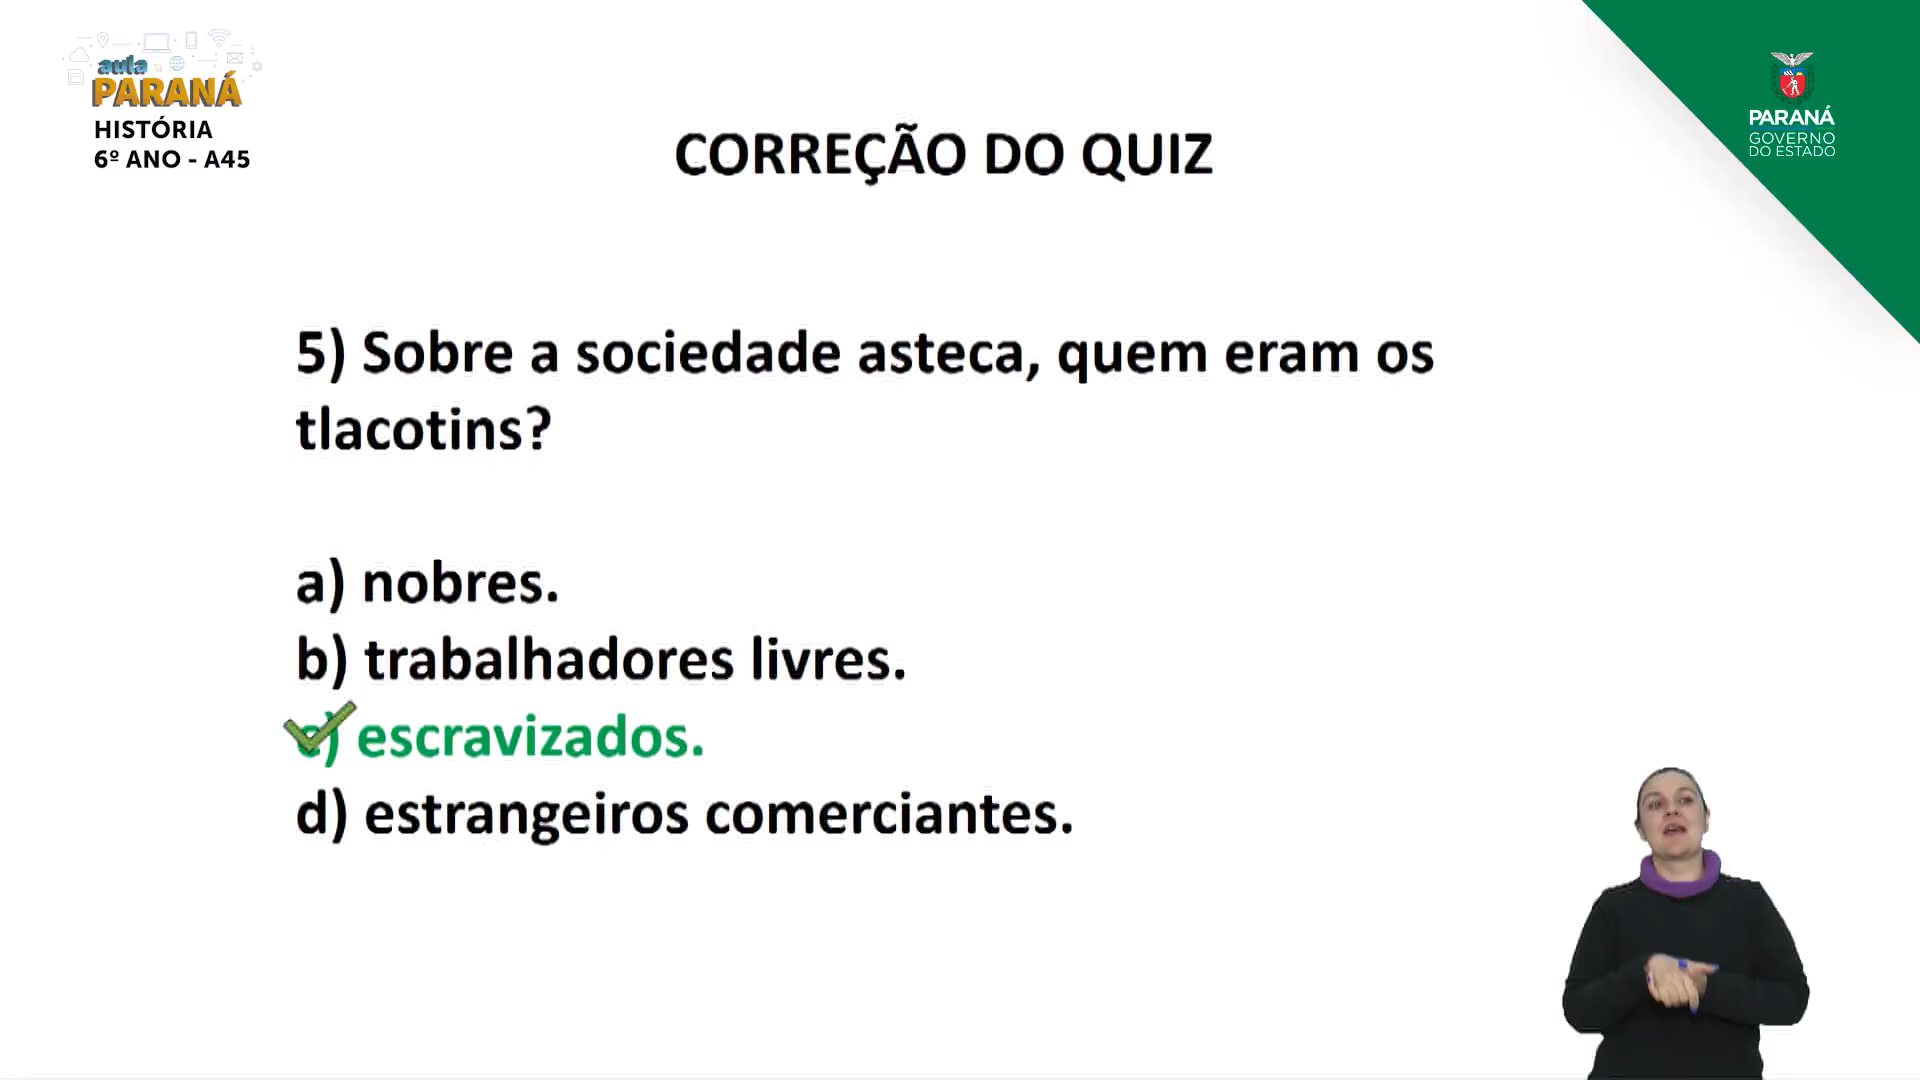 aula
PARANÁ
HISTÓRIA
6º ANO - A45
PARANÁ
GOVERNO
DO ESTADO
CORREÇÃO DO QUIZ
5) Sobre a sociedade asteca, quem eram os
tlacotins?
a) nobres.
b) trabalhadores livres.
c) escravizados.
d) estrangeiros comerciantes.